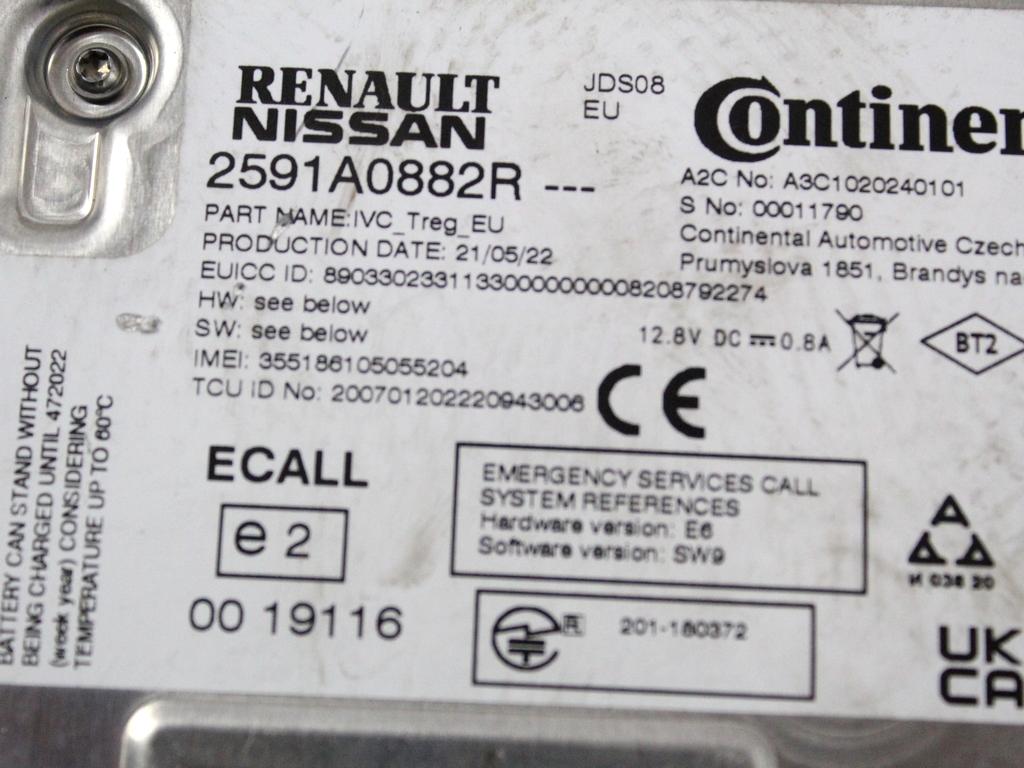 RENAULT
NISSAN
JDS08
EU
2591A0882R ---
PART NAME:IVC_Treg_EU
PRODUCTION DATE: 21/05/22
EUICC ID: 89033023311330000000008208792274
HW: see below
SW: see below
IMEI: 355186105055204
TCU ID No: 2007012022220943006
A2C No: A3C1020240101
S No: 00011790
Continental Automotive Czech
Prumyslova 1851, Brandys na
12.8V DC 0.8A
BT2
CE
BATTERY CAN STAND WITHOUT
BEING CHARGED UNTIL 472022
(week year) CONSIDERING
TEMPERATURE UP TO 60°C
ECALL
e 2
00 19116
EMERGENCY SERVICES CALL
SYSTEM REFERENCES
Hardware version: E6
Software version: SW9
R 201-180372
И 038 20
UK
CA